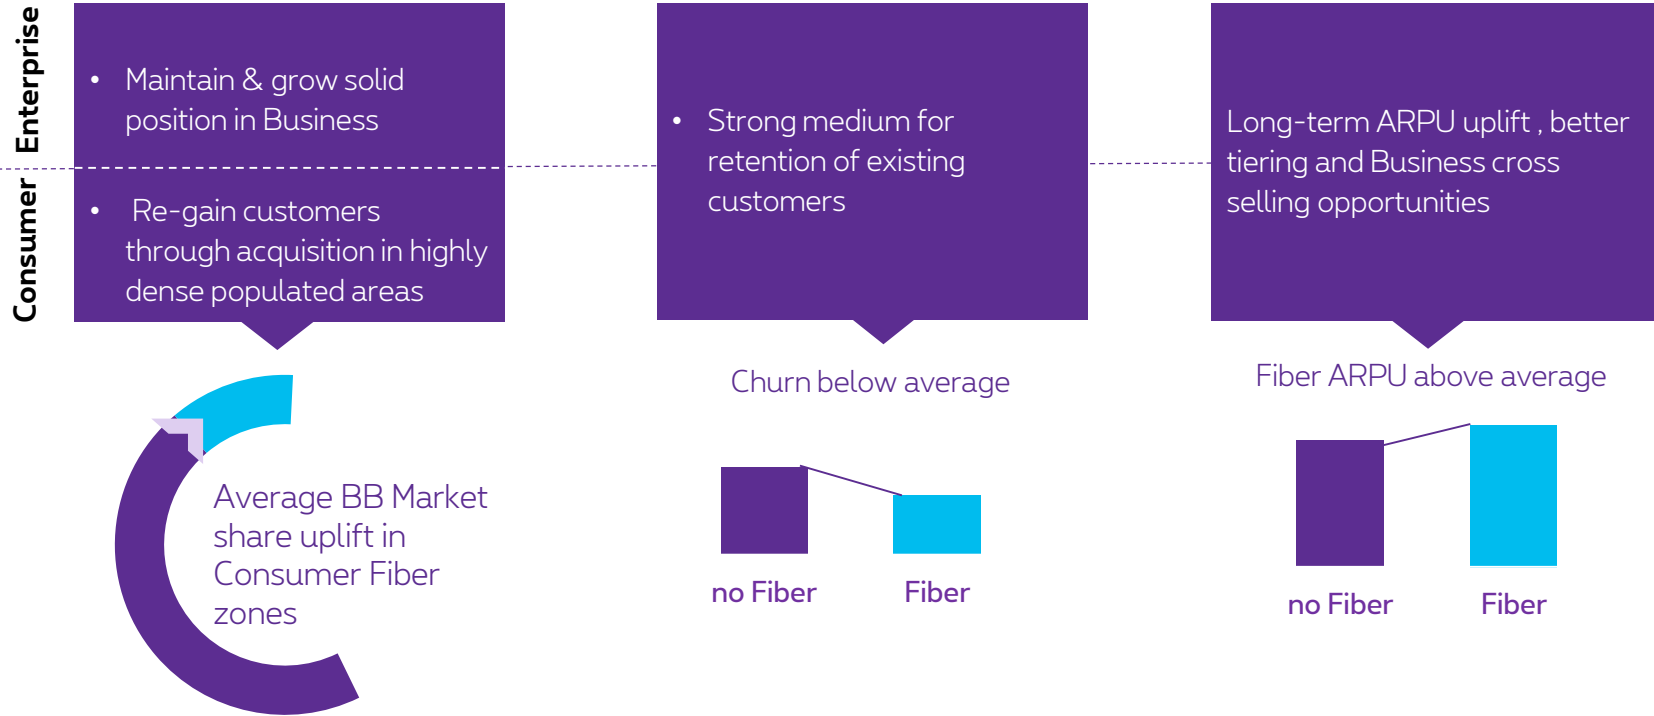 Enterprise
Consumer
• Maintain & grow solid
position in Business
• Re-gain customers
through acquisition in highly
dense populated areas
• Strong medium for
retention of existing
customers
Long-term ARPU uplift , better
tiering and Business cross
selling opportunities
Average BB Market
share uplift in
Consumer Fiber
zones
Churn below average
no Fiber
Fiber
Fiber ARPU above average
no Fiber
Fiber